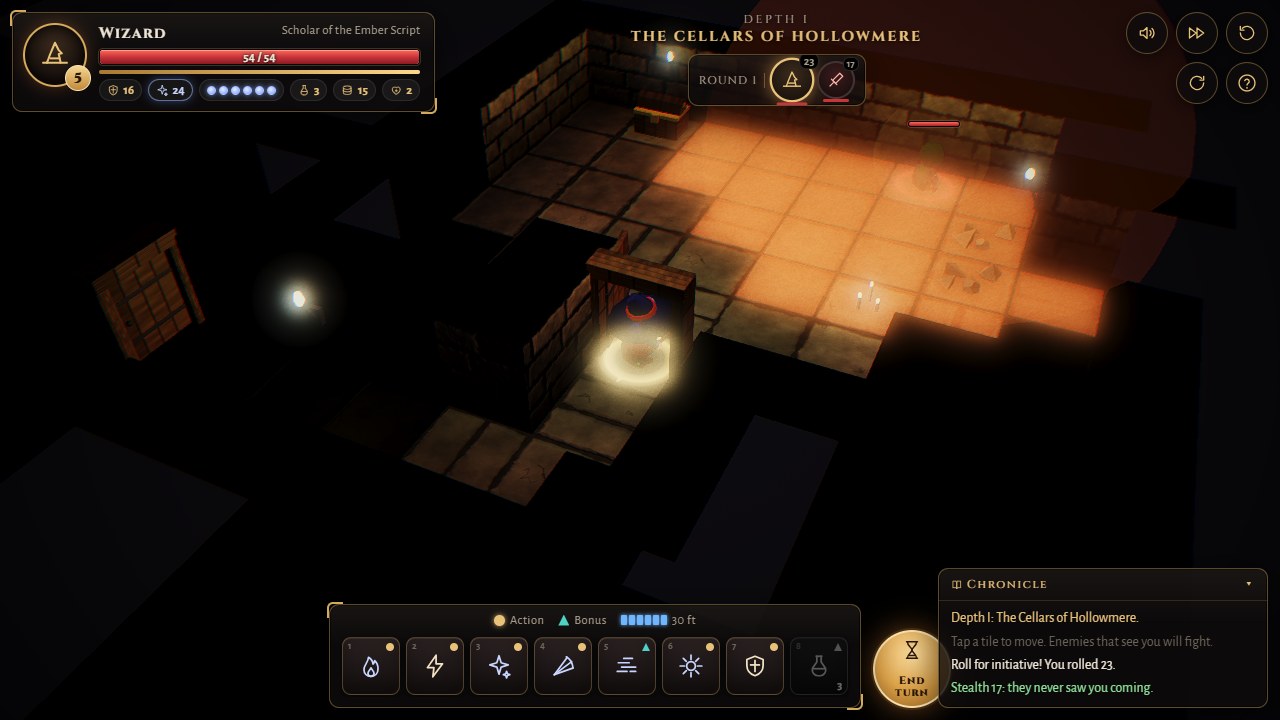 Wizard
Scholar of the Ember Script
54 / 54
5
16
24
3
15
2
DEPTH I
THE CELLARS OF HOLLOWMERE
ROUND 1
23
17
Action
Bonus
30 ft
1
2
3
4
5
6
7
8
3
END
TURN
CHRONICLE
Depth I: The Cellars of Hollowmere.
Tap a tile to move. Enemies that see you will fight.
Roll for initiative! You rolled 23.
Stealth 17: they never saw you coming.